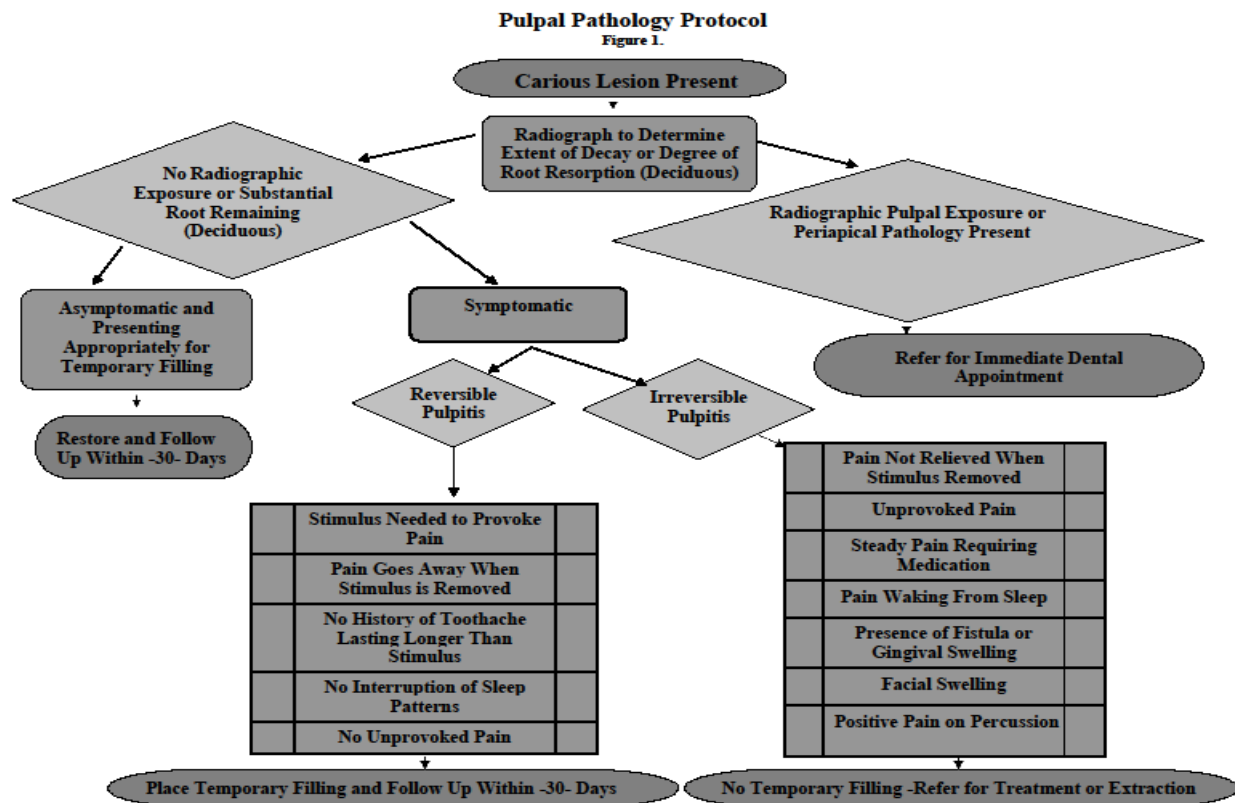 Pulpal Pathology Protocol
Figure 1.
Carious Lesion Present
Radiograph to Determine
Extent of Decay or Degree of
Root Resorption (Deciduous)
No Radiographic
Exposure or Substantial
Root Remaining
(Deciduous)
Radiographic Pulpal Exposure or
Periapical Pathology Present
Asymptomatic and
Presenting
Appropriately for
Temporary Filling
Symptomatic
Refer for Immediate Dental
Appointment
Restore and Follow
Up Within -30- Days
Reversible
Pulpitis
Irreversible
Pulpitis
Stimulus Needed to Provoke
Pain
Pain Goes Away When
Stimulus is Removed
No History of Toothache
Lasting Longer Than
Stimulus
No Interruption of Sleep
Patterns
No Unprovoked Pain
Place Temporary Filling and Follow Up Within -30- Days
Pain Not Relieved When
Stimulus Removed
Unprovoked Pain
Steady Pain Requiring
Medication
Pain Waking From Sleep
Presence of Fistula or
Gingival Swelling
Facial Swelling
Positive Pain on Percussion
No Temporary Filling -Refer for Treatment or Extraction